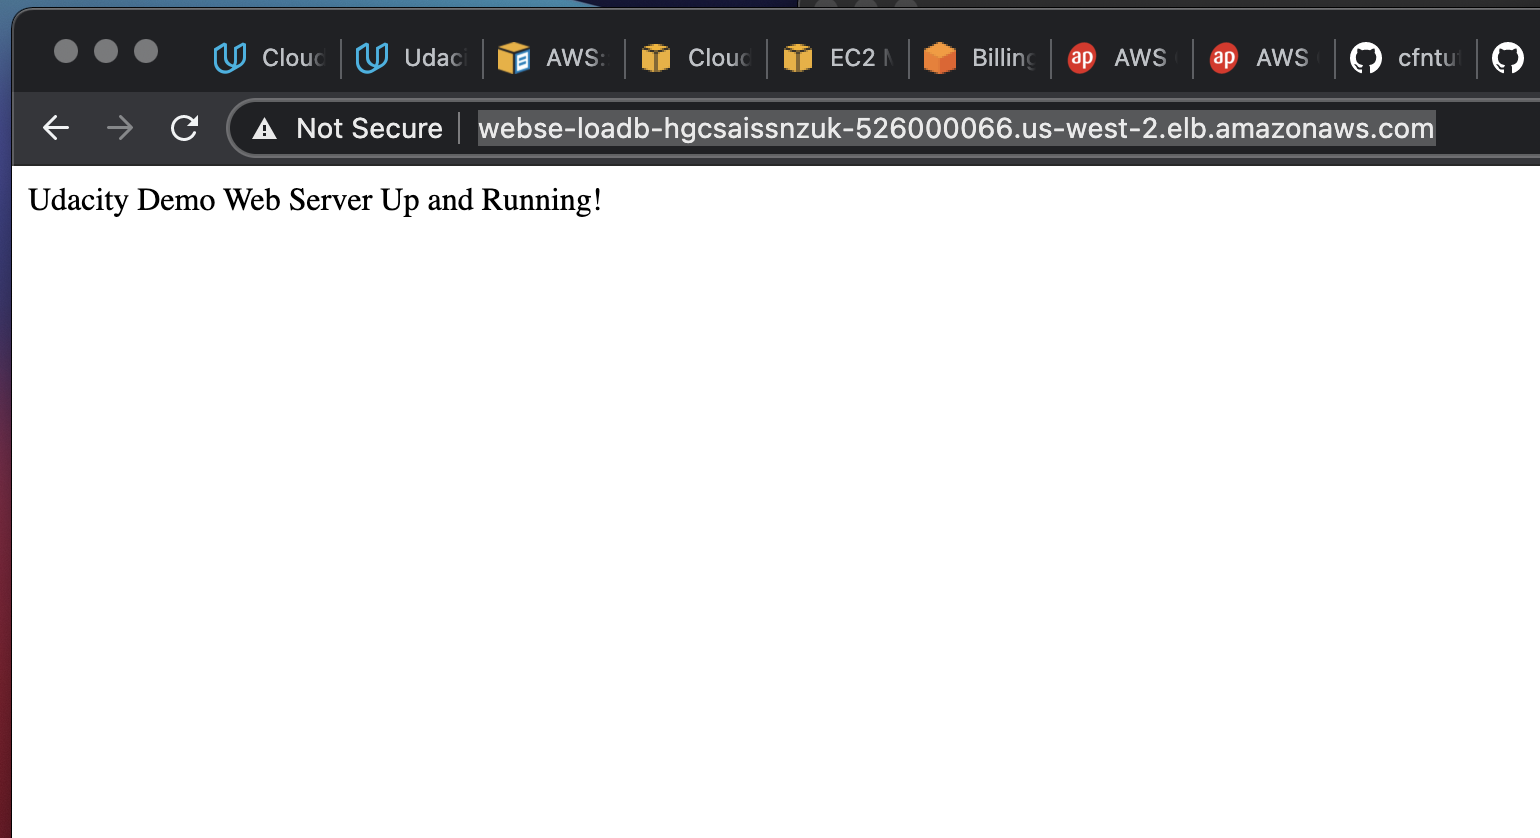 Cloud
Udaci
AWS::
Cloud
EC2 M
Billing
ap AWS
ap AWS
cfntut
Not Secure
webse-loadb-hgcsaissnzuk-526000066.us-west-2.elb.amazonaws.com
Udacity Demo Web Server Up and Running!